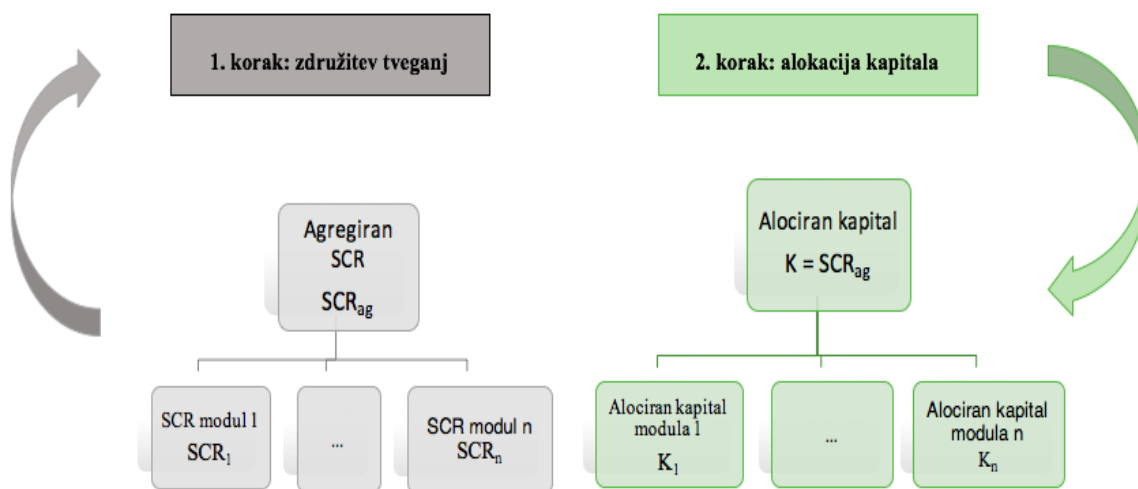 1. korak: združitev tveganj
2. korak: alokacija kapitala
Agregiran
SCR
SCRag
Alociran kapital
K = SCRag
SCR modul 1
SCR1
...
SCR modul n
SCRn
Alociran kapital
modula 1
K1
...
Alociran kapital
modula n
Kn